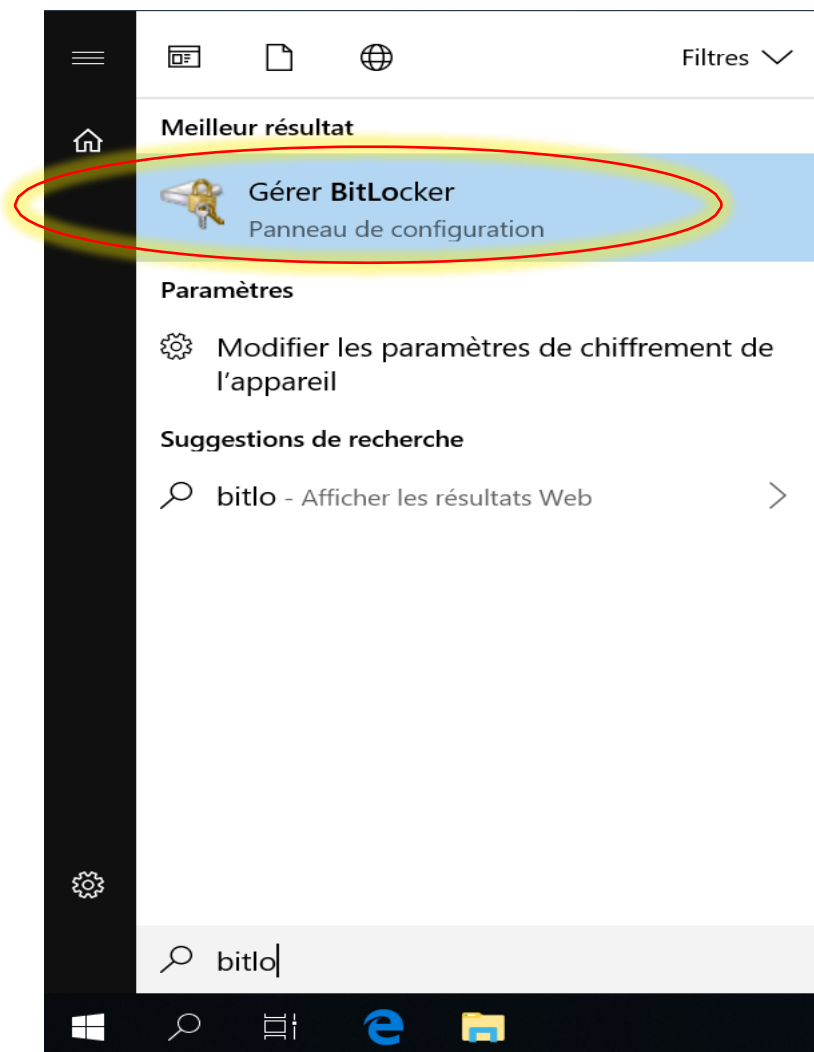 Filtres
Meilleur résultat
Gérer BitLocker
Panneau de configuration
Paramètres
Modifier les paramètres de chiffrement de
l’appareil
Suggestions de recherche
bitlo - Afficher les résultats Web
bitlo